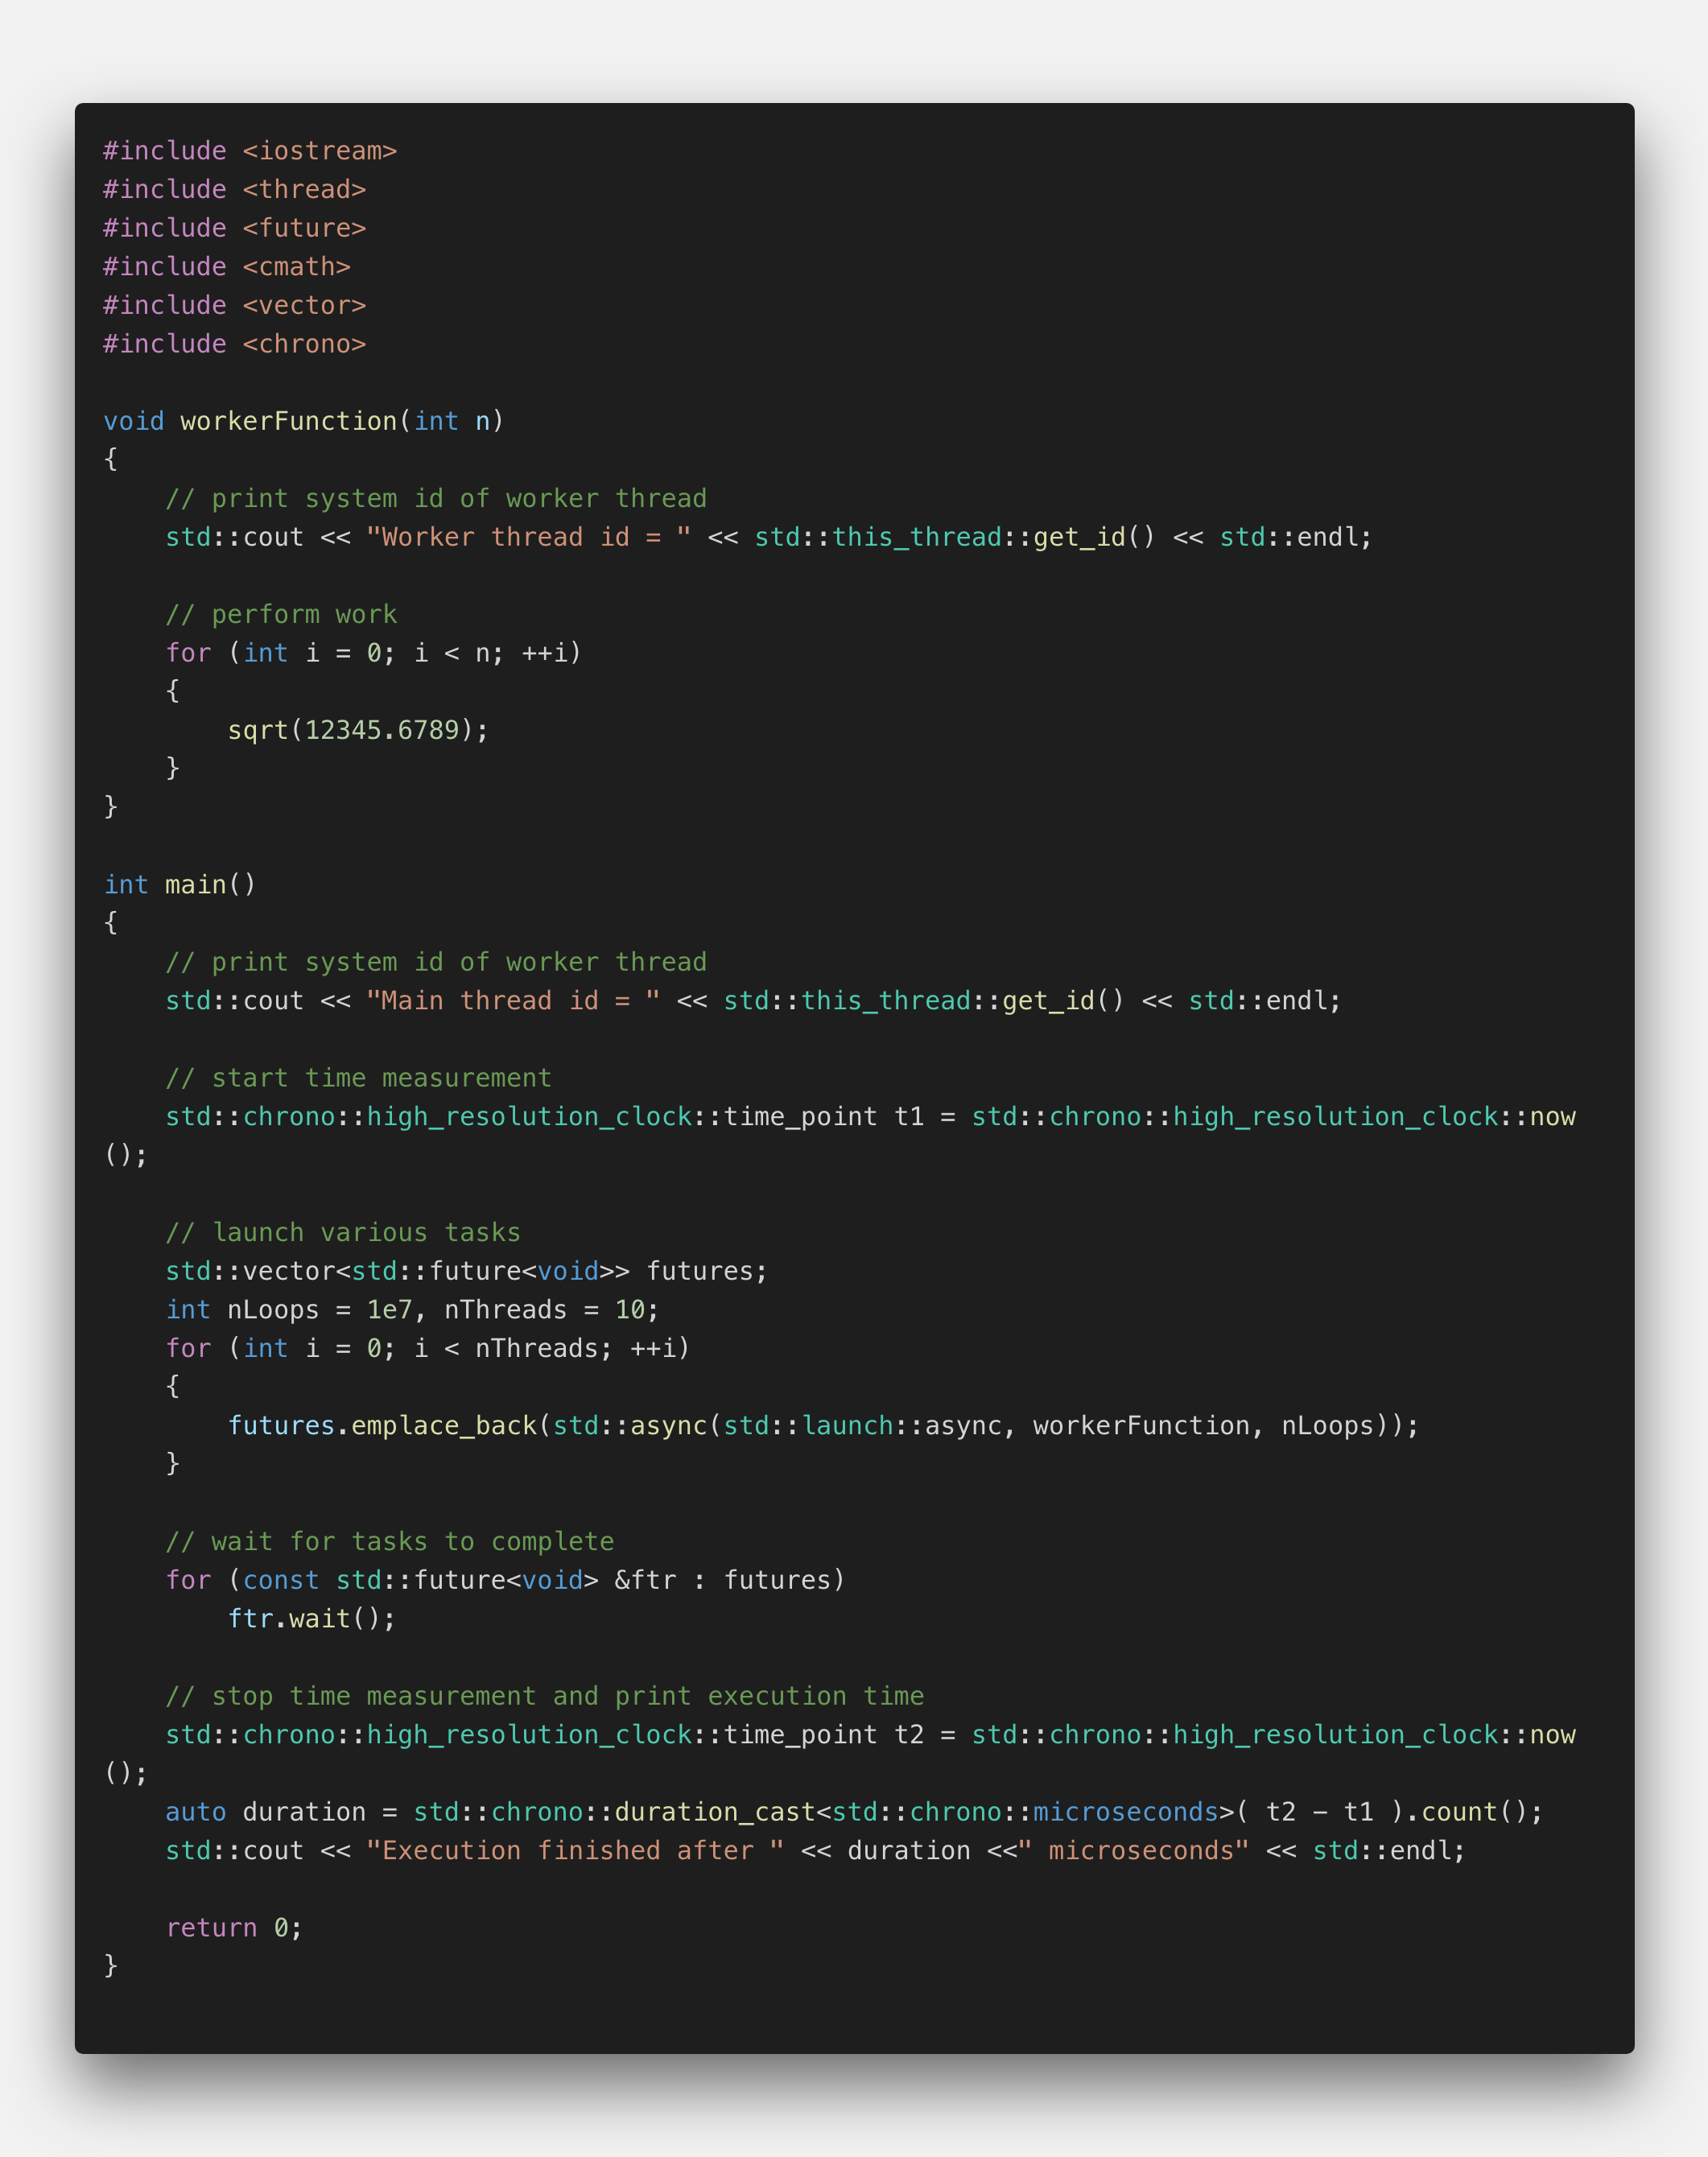 #include <iostream>
#include <thread>
#include <future>
#include <cmath>
#include <vector>
#include <chrono>

void workerFunction(int n)
{
    // print system id of worker thread
    std::cout << "Worker thread id = " << std::this_thread::get_id() << std::endl;

    // perform work
    for (int i = 0; i < n; ++i)
    {
        sqrt(12345.6789);
    }
}

int main()
{
    // print system id of worker thread
    std::cout << "Main thread id = " << std::this_thread::get_id() << std::endl;

    // start time measurement
    std::chrono::high_resolution_clock::time_point t1 = std::chrono::high_resolution_clock::now
();

    // launch various tasks
    std::vector<std::future<void>> futures;
    int nLoops = 1e7, nThreads = 10;
    for (int i = 0; i < nThreads; ++i)
    {
        futures.emplace_back(std::async(std::launch::async, workerFunction, nLoops));
    }

    // wait for tasks to complete
    for (const std::future<void> &ftr : futures)
        ftr.wait();

    // stop time measurement and print execution time
    std::chrono::high_resolution_clock::time_point t2 = std::chrono::high_resolution_clock::now
();
    auto duration = std::chrono::duration_cast<std::chrono::microseconds>( t2 - t1 ).count();
    std::cout << "Execution finished after " << duration <<" microseconds" << std::endl;

    return 0;
}